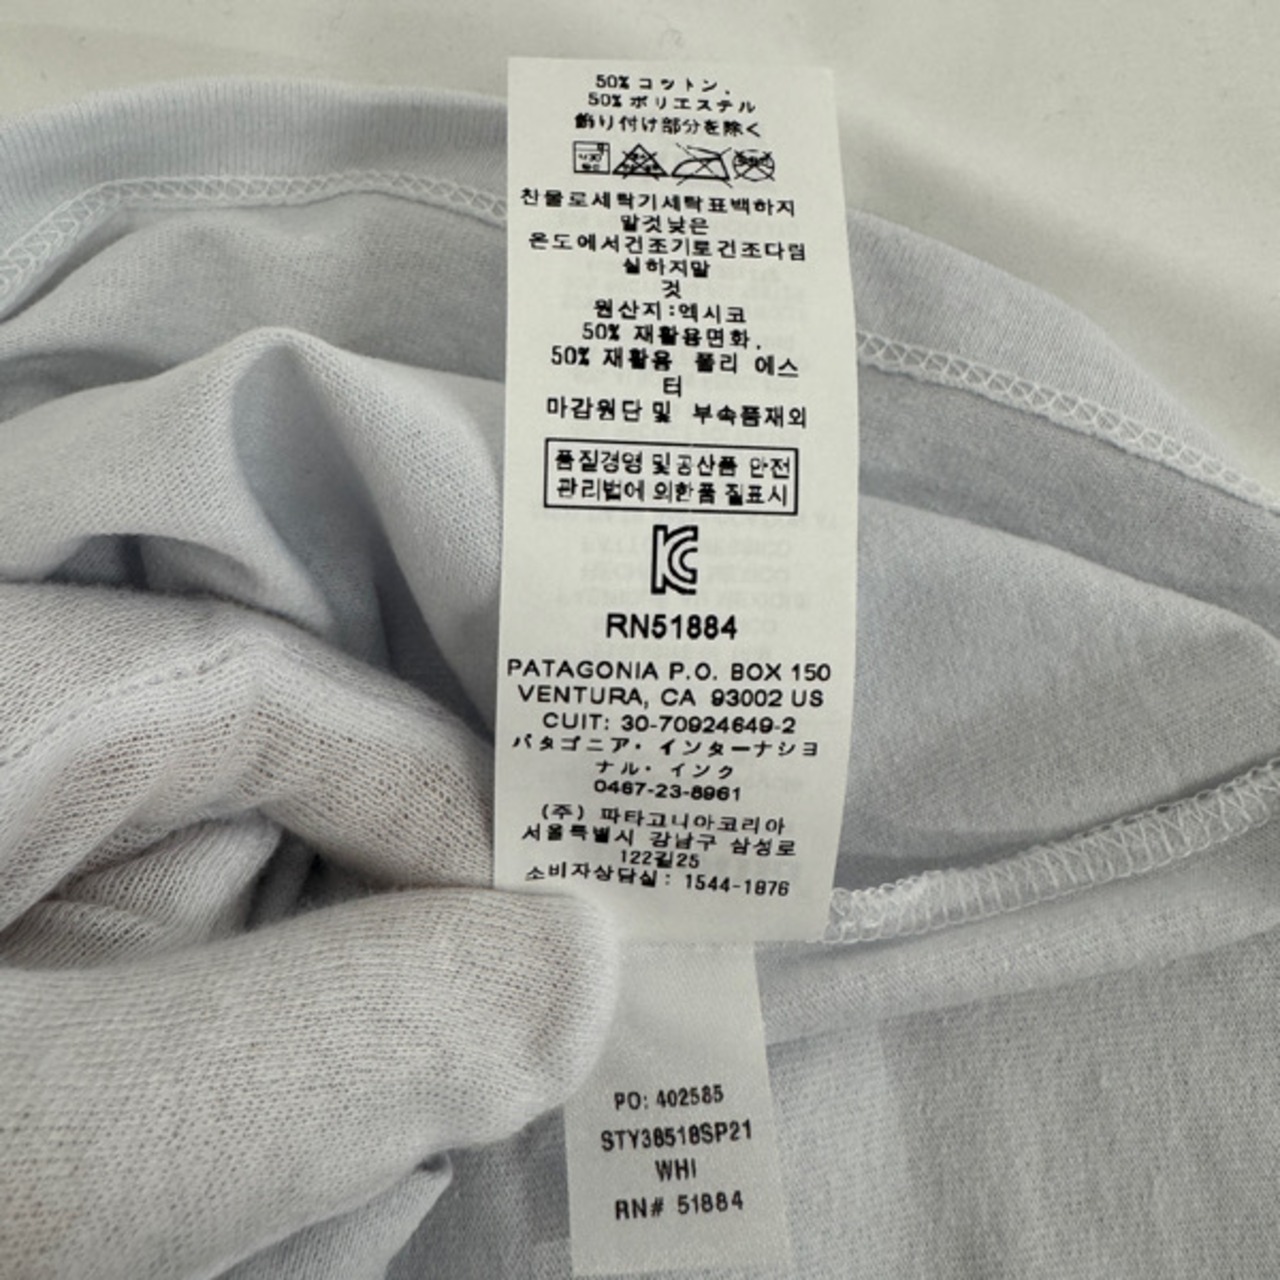 50% コットン.
50% ポリエステル
飾り付け部分を除く
찬물로세탁기세탁표백하지
말것낮은
온도에서건조기로건조다림
실하지말
것
원산지:멕시코
50% 재활용면화.
50% 재활용 폴리 에스
터
마감원단및 부속품재외
품질경영 및공산품 안전
관리법에 의한품 질표시
RN51884
PATAGONIA P.O. BOX 150
VENTURA, CA 93002 US
CUIT: 30-70924649-2
パタゴニア・インターナショ
ナル・インク
0467-23-8961
(주) 파타고니아코리아
서울특별시 강남구 삼성로
122길25
소비자상담실: 1544-1876
PO: 402585
STY38518SP21
WHI
RN# 51884